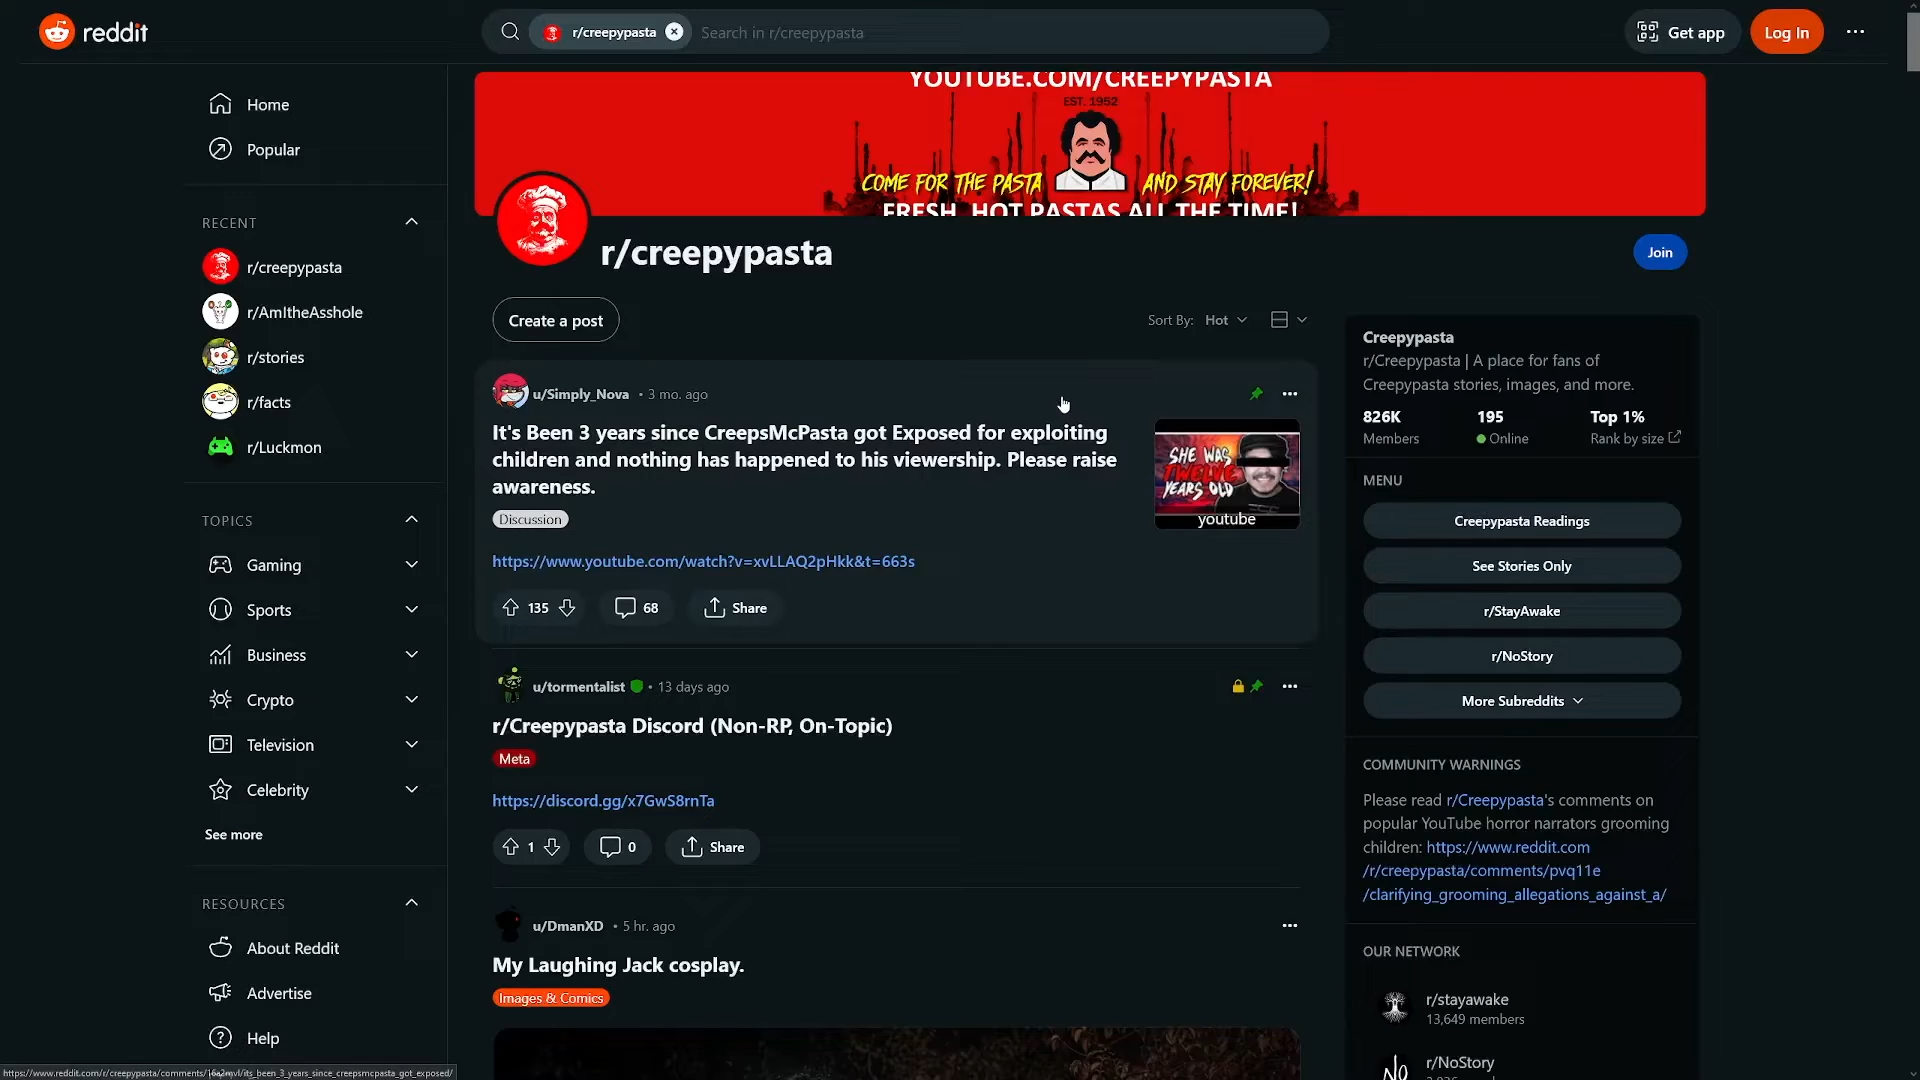 reddit
r/creepypasta
Search in r/creepypasta
Get app
Log In
Home
Popular
RECENT
r/creepypasta
r/AmItheAsshole
r/stories
r/facts
r/Luckmon
TOPICS
Gaming
Sports
Business
Crypto
Television
Celebrity
See more
RESOURCES
About Reddit
Advertise
Help
YOUTUBE.COM/CREEPYPASTA
EST. 1952
COME FOR THE PASTA AND STAY FOREVER!
FRESH, HOT PASTAS ALL THE TIME!
r/creepypasta
Join
Create a post
Sort By: Hot
u/Simply_Nova • 3 mo. ago
It's Been 3 years since CreepsMcPasta got Exposed for exploiting
children and nothing has happened to his viewership. Please raise
awareness.
Discussion
SHE WAS
TWELVE
YEARS OLD
youtube
https://www.youtube.com/watch?v=xvLLAQ2pHkk&t=663s
135
68
Share
u/tormentalist • 13 days ago
r/Creepypasta Discord (Non-RP, On-Topic)
Meta
https://discord.gg/x7GwS8rnTa
1
0
Share
u/DmanXD • 5 hr. ago
My Laughing Jack cosplay.
Images & Comics
Creepypasta
r/Creepypasta | A place for fans of
Creepypasta stories, images, and more.
826K 195 Top 1%
Members Online Rank by size
MENU
Creepypasta Readings
See Stories Only
r/StayAwake
r/NoStory
More Subreddits
COMMUNITY WARNINGS
Please read r/Creepypasta's comments on
popular YouTube horror narrators grooming
children: https://www.reddit.com
/r/creepypasta/comments/pvq11e
/clarifying_grooming_allegations_against_a/
OUR NETWORK
r/stayawake
13,649 members
NO
r/NoStory